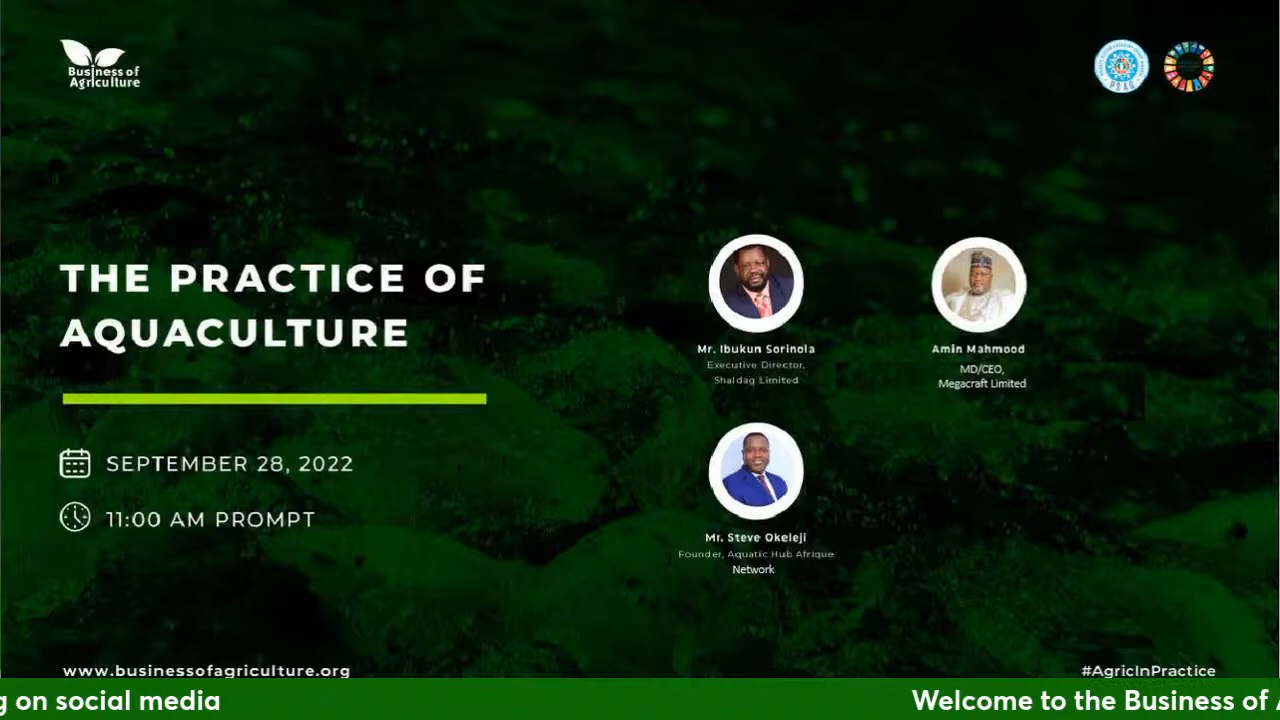 Business of
Agriculture
PSAG
THE PRACTICE OF
AQUACULTURE
SEPTEMBER 28, 2022
11:00 AM PROMPT
Mr. Ibukun Sorinola
Executive Director,
Shaldag Limited
Amin Mahmood
MD/CEO,
Megacraft Limited
Mr. Steve Okeleji
Founder, Aquatic Hub Afrique
Network
www.businessofagriculture.org
#AgricInPractice
g on social media
Welcome to the Business of A